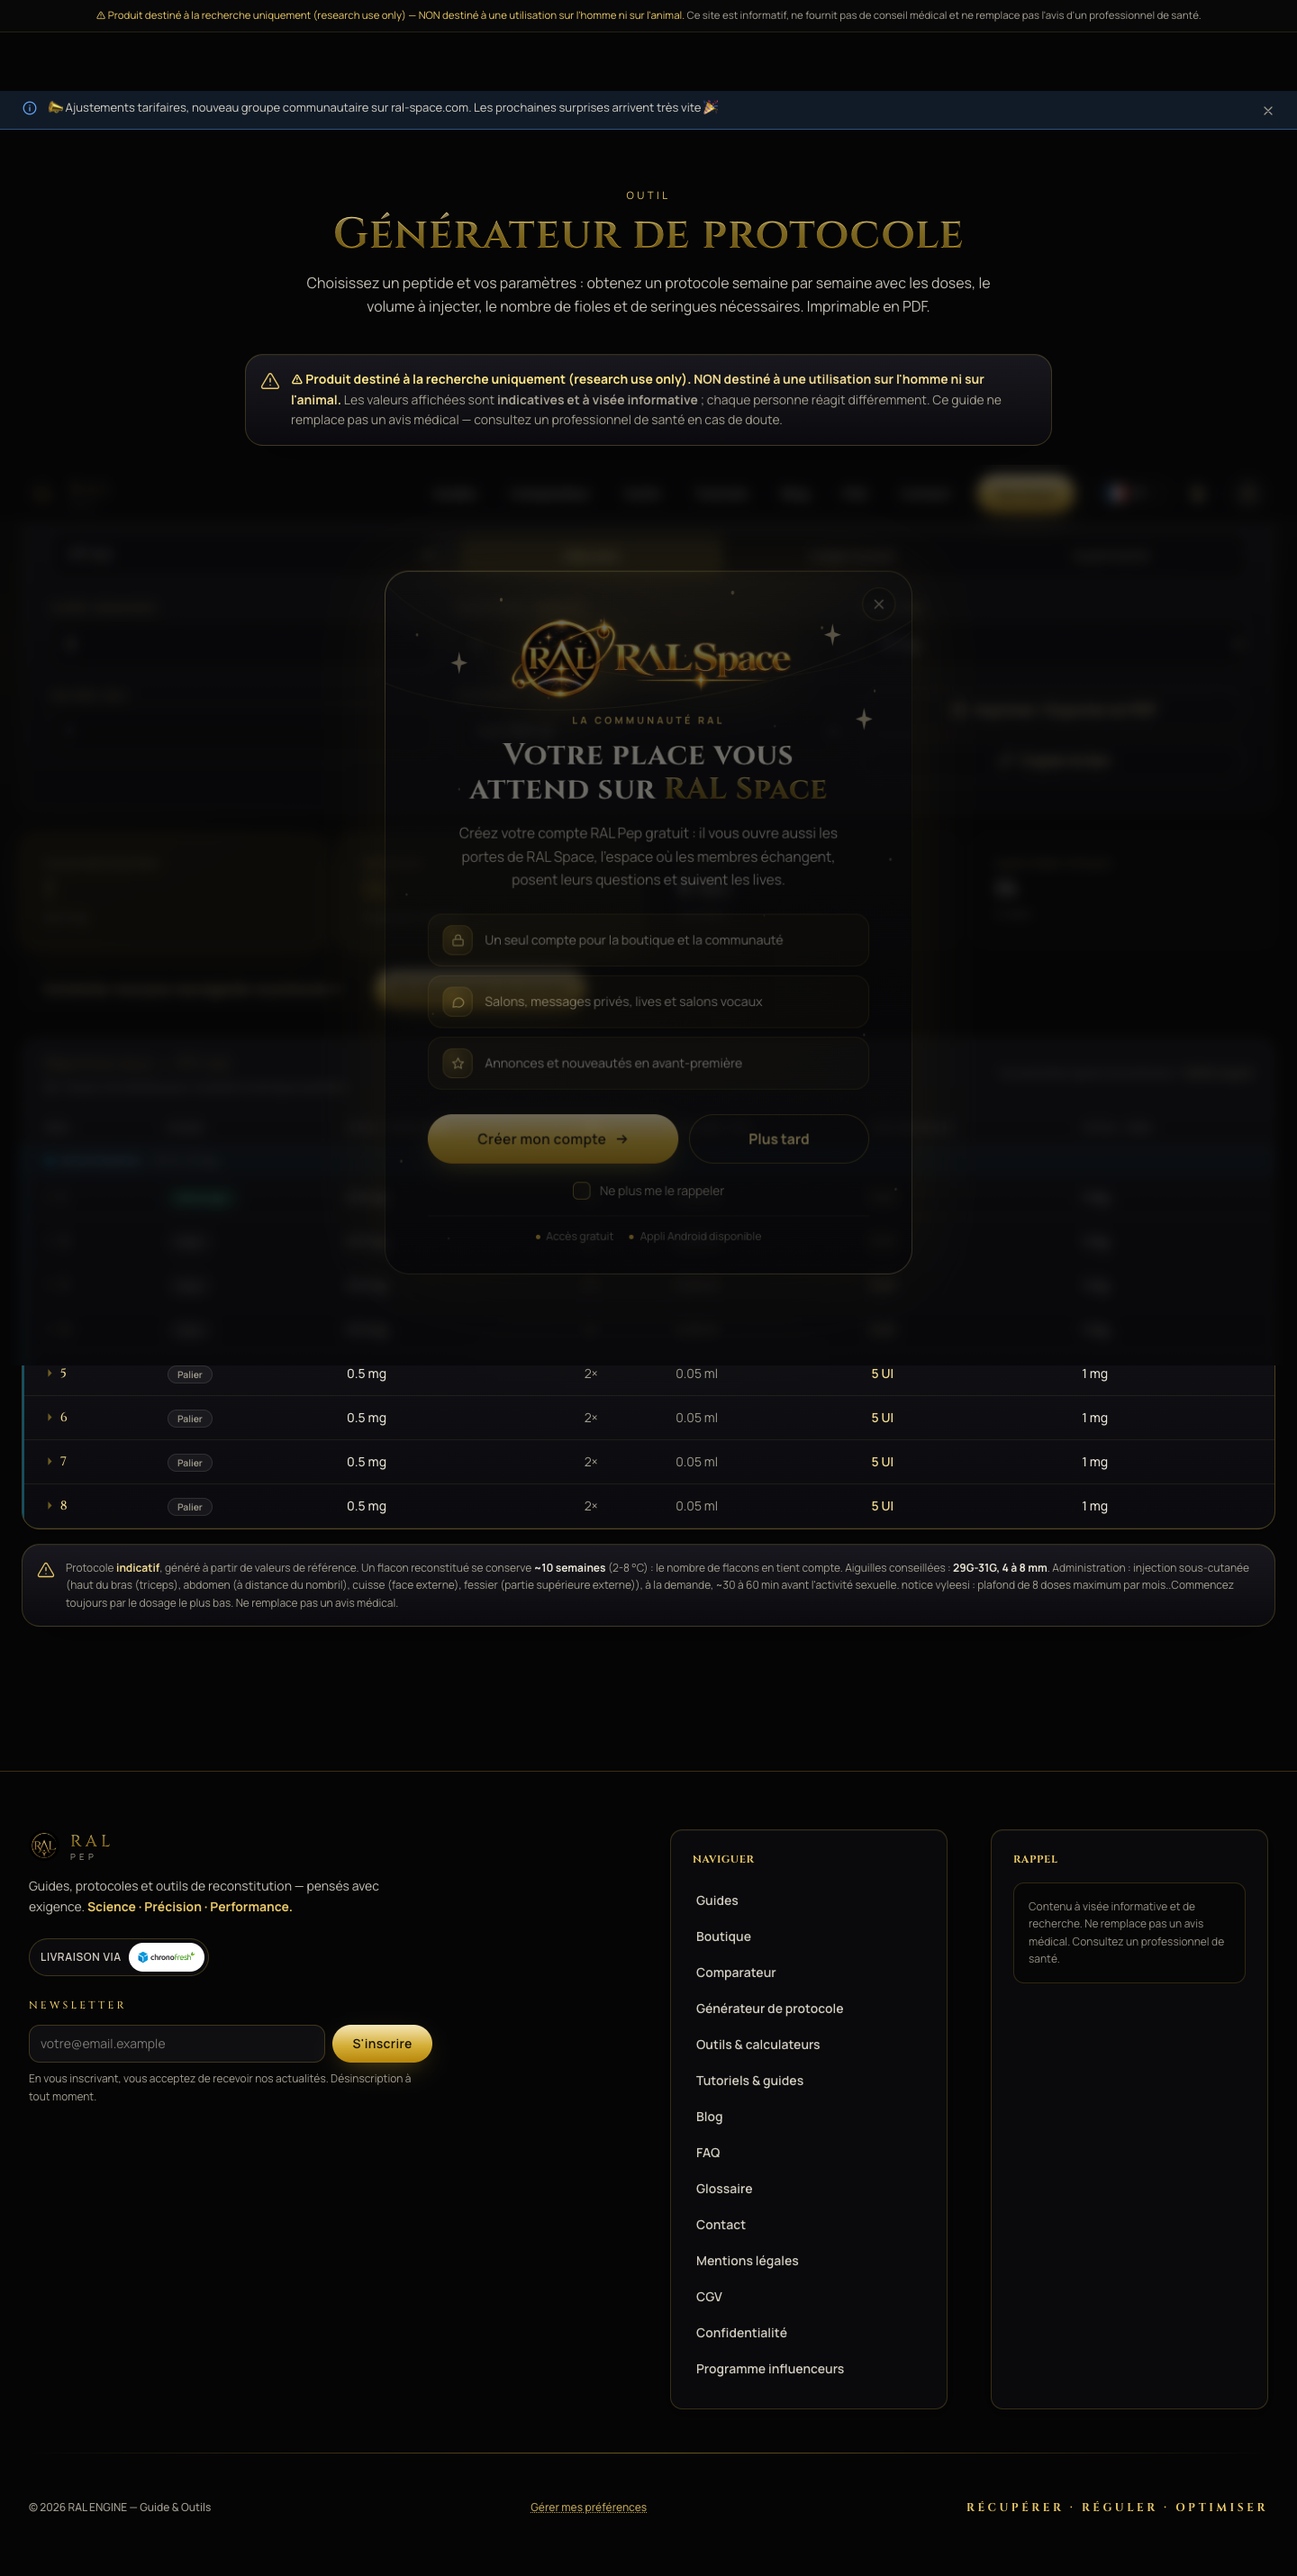 ⚠ Produit destiné à la recherche uniquement (research use only) — NON destiné à une utilisation sur l'homme ni sur l'animal. Ce site est informatif, ne fournit pas de conseil médical et ne remplace pas l'avis d'un professionnel de santé.
Ajustements tarifaires, nouveau groupe communautaire sur ral-space.com. Les prochaines surprises arrivent très vite 🎉
OUTIL
Générateur de protocole
Choisissez un peptide et vos paramètres : obtenez un protocole semaine par semaine avec les doses, le
volume à injecter, le nombre de fioles et de seringues nécessaires. Imprimable en PDF.
⚠ Produit destiné à la recherche uniquement (research use only). NON destiné à une utilisation sur l'homme ni sur
l'animal. Les valeurs affichées sont indicatives et à visée informative ; chaque personne réagit différemment. Ce guide ne
remplace pas un avis médical — consultez un professionnel de santé en cas de doute.
RAL RAL Space
LA COMMUNAUTÉ RAL
Votre place vous
attend sur RAL Space
Créez votre compte RAL Pep gratuit : il vous ouvre aussi les
portes de RAL Space, l'espace où les membres échangent,
posent leurs questions et suivent les lives.
Un seul compte pour la boutique et la communauté
Salons, messages privés, lives et salons vocaux
Annonces et nouveautés en avant-première
Créer mon compte → Plus tard
Ne plus me le rappeler
Accès gratuit • Appli Android disponible
5 Palier 0.5 mg 2× 0.05 ml 5 UI 1 mg
6 Palier 0.5 mg 2× 0.05 ml 5 UI 1 mg
7 Palier 0.5 mg 2× 0.05 ml 5 UI 1 mg
8 Palier 0.5 mg 2× 0.05 ml 5 UI 1 mg
Protocole indicatif, généré à partir de valeurs de référence. Un flacon reconstitué se conserve ~10 semaines (2-8 °C) : le nombre de flacons en tient compte. Aiguilles conseillées : 29G-31G, 4 à 8 mm. Administration : injection sous-cutanée
(haut du bras (triceps), abdomen (à distance du nombril), cuisse (face externe), fessier (partie supérieure externe)), à la demande, ~30 à 60 min avant l'activité sexuelle. notice vyleesi : plafond de 8 doses maximum par mois..Commencez
toujours par le dosage le plus bas. Ne remplace pas un avis médical.
RAL
PEP
Guides, protocoles et outils de reconstitution — pensés avec
exigence. Science · Précision · Performance.
LIVRAISON VIA chronofresh
NEWSLETTER
votre@email.example S'inscrire
En vous inscrivant, vous acceptez de recevoir nos actualités. Désinscription à
tout moment.
NAVIGUER
Guides
Boutique
Comparateur
Générateur de protocole
Outils & calculateurs
Tutoriels & guides
Blog
FAQ
Glossaire
Contact
Mentions légales
CGV
Confidentialité
Programme influenceurs
RAPPEL
Contenu à visée informative et de
recherche. Ne remplace pas un avis
médical. Consultez un professionnel de
santé.
© 2026 RAL ENGINE — Guide & Outils
Gérer mes préférences
RÉCUPÉRER · RÉGULER · OPTIMISER